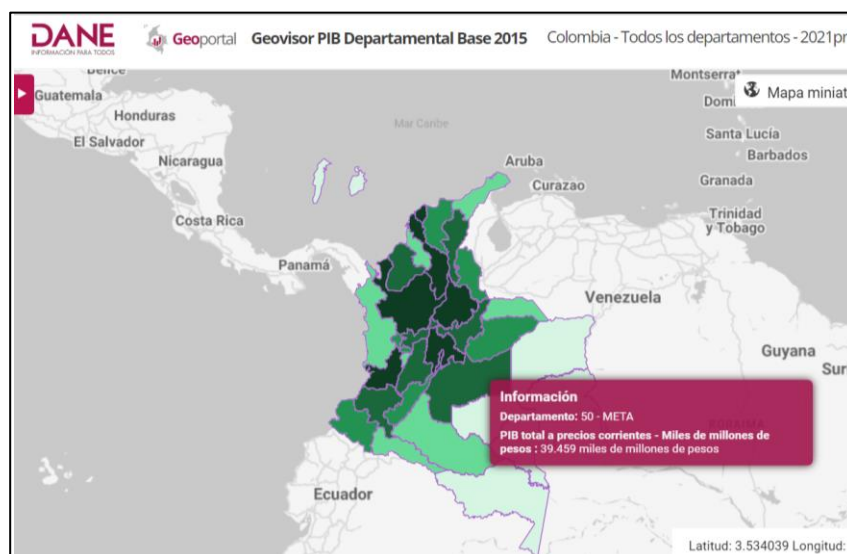 DANE
INFORMACIÓN PARA TODOS
Geoportal
Geovisor PIB Departamental Base 2015
Colombia - Todos los departamentos - 2021pr
Belice
Guatemala
Honduras
El Salvador
Nicaragua
Costa Rica
Panamá
Mar Caribe
Aruba
Curazao
Montserrat
Mapa miniat
Santa Lucía
Barbados
Granada
Trinidad
y Tobago
Venezuela
Guyana
Sur
Información
Departamento: 50 - META
PIB total a precios corrientes - Miles de millones de
pesos : 39.459 miles de millones de pesos
Ecuador
Latitud: 3.534039 Longitud: